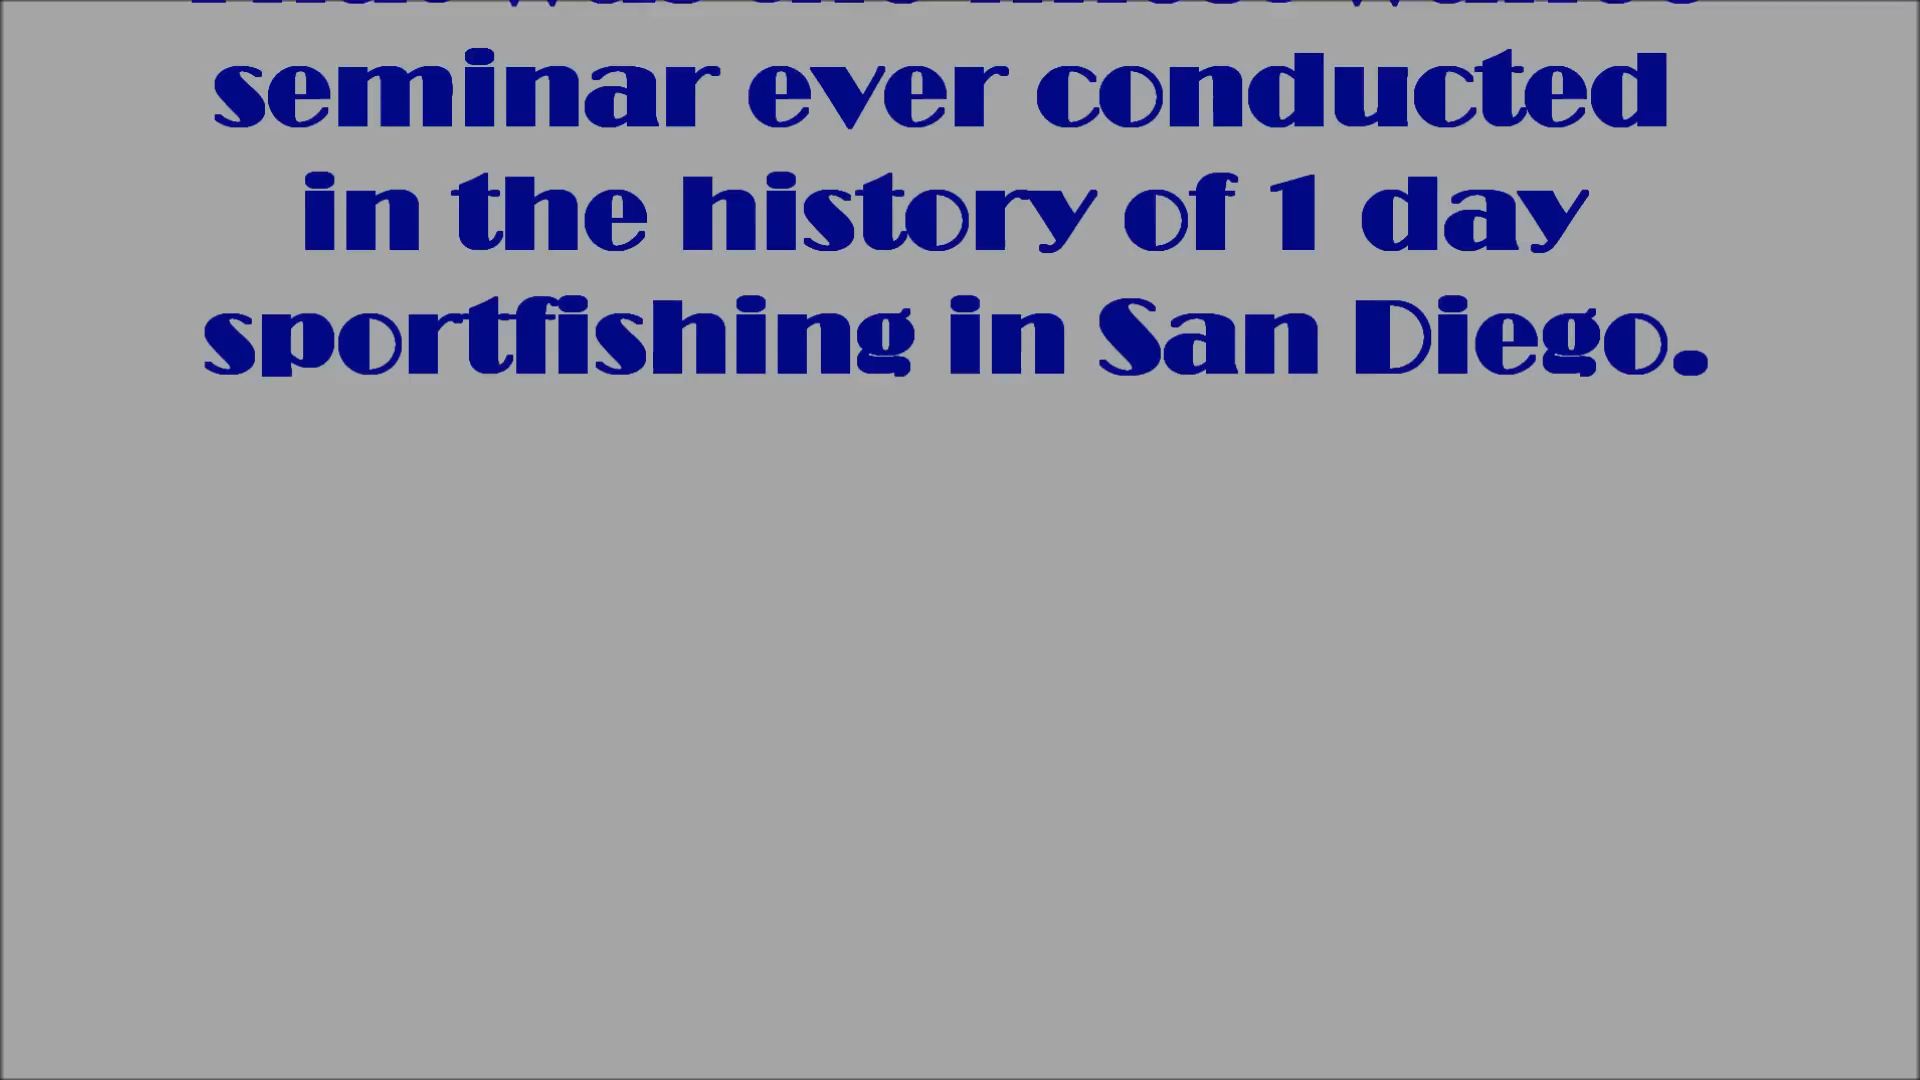 seminar ever conducted
in the history of 1 day
sportfishing in San Diego.